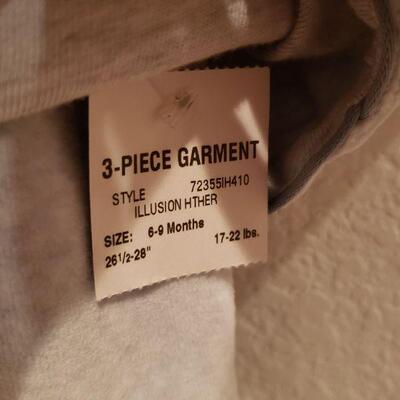 3-PIECE GARMENT
STYLE 72355IH410
ILLUSION HTHER
SIZE: 6-9 Months
26 1/2-28" 17-22 lbs.